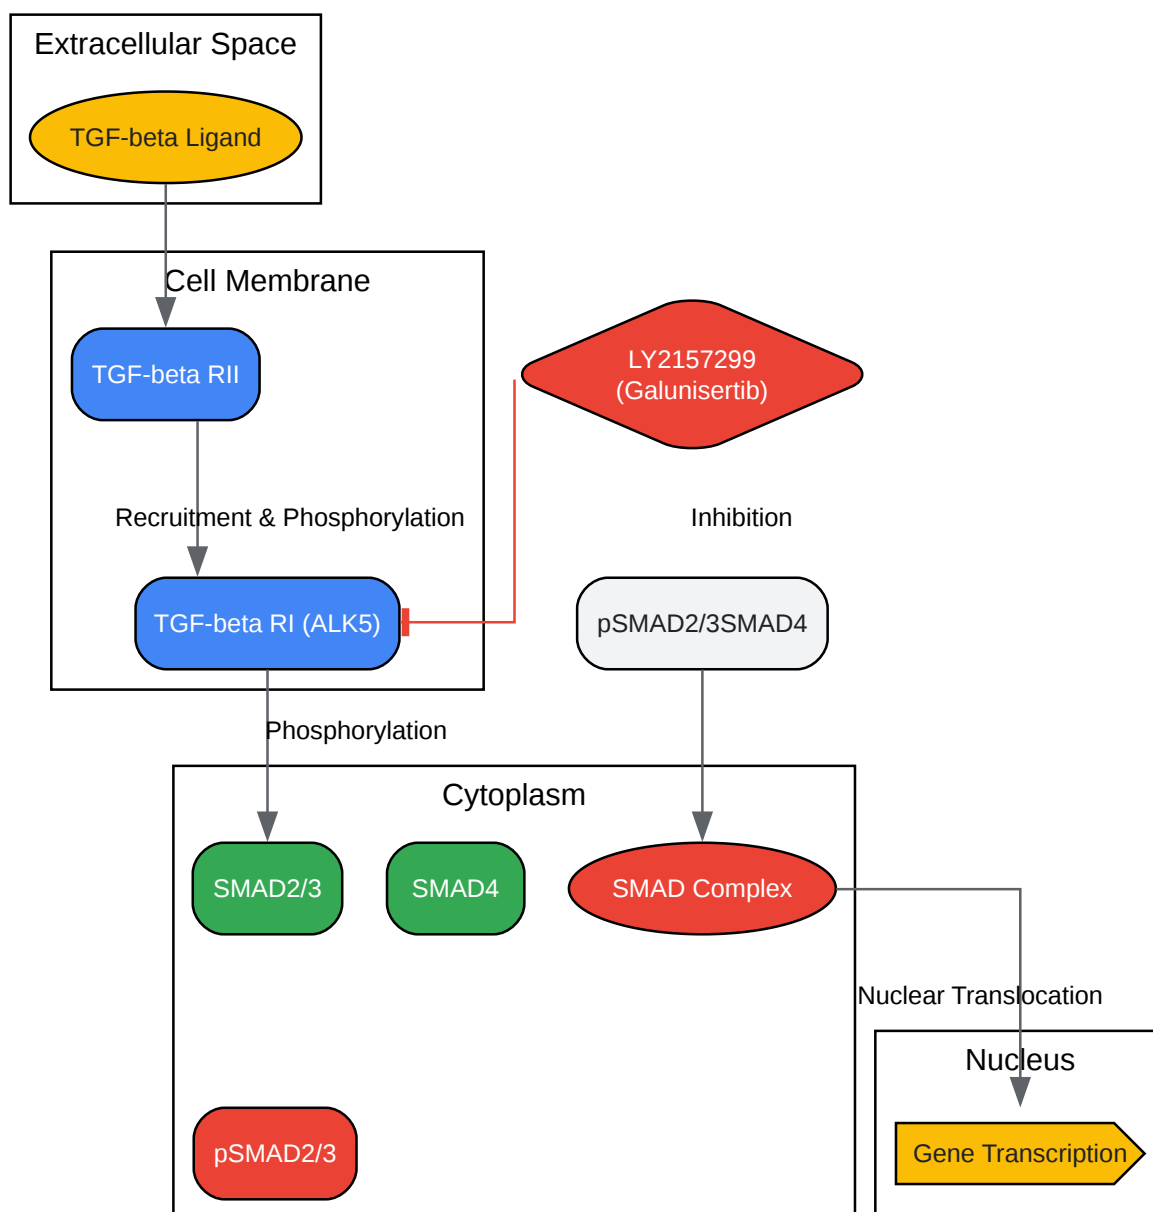 Extracellular Space
TGF-beta Ligand
Cell Membrane
TGF-beta RII
LY2157299
(Galunisertib)
Recruitment & Phosphorylation
Inhibition
TGF-beta RI (ALK5)
pSMAD2/3SMAD4
Phosphorylation
Cytoplasm
SMAD2/3
SMAD4
SMAD Complex
Nuclear Translocation
Nucleus
pSMAD2/3
Gene Transcription